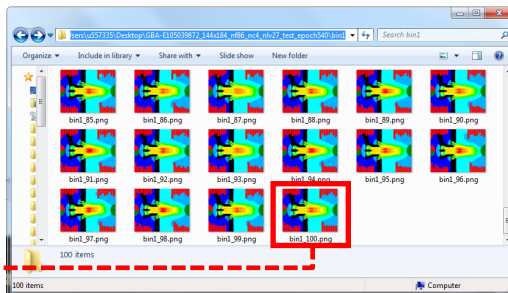 sers\u557335\Desktop\GBA-E105039872_144x184_nf86_nc4_nlv27_test_epoch540\bin1
Search bin1
Organize Include in library Share with Slide show New folder
bin1_85.png bin1_86.png bin1_87.png bin1_88.png bin1_89.png bin1_90.png
bin1_91.png bin1_92.png bin1_93.png bin1_94.png bin1_95.png bin1_96.png
bin1_97.png bin1_98.png bin1_99.png bin1_100.png
100 items
100 items Computer